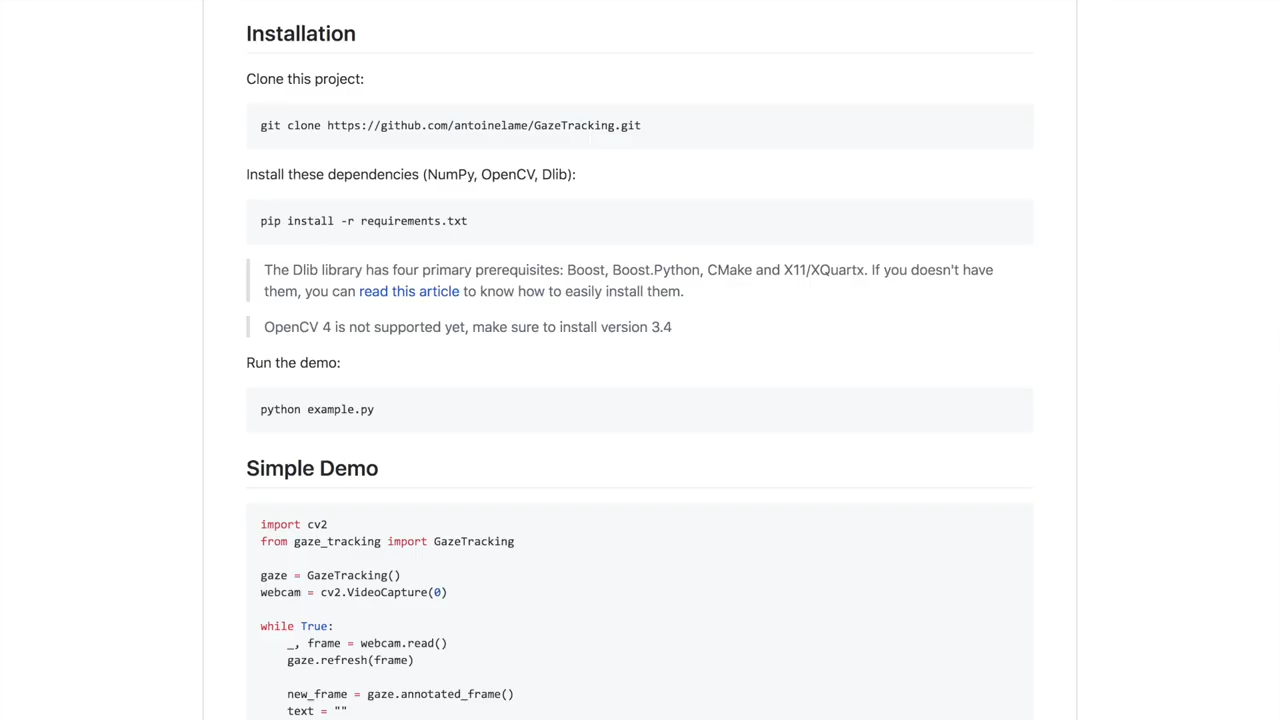 Installation
Clone this project:
git clone https://github.com/antoinelame/GazeTracking.git
Install these dependencies (NumPy, OpenCV, Dlib):
pip install -r requirements.txt
The Dlib library has four primary prerequisites: Boost, Boost.Python, CMake and X11/XQuartx. If you doesn't have
them, you can read this article to know how to easily install them.
OpenCV 4 is not supported yet, make sure to install version 3.4
Run the demo:
python example.py
Simple Demo
import cv2
from gaze_tracking import GazeTracking
gaze = GazeTracking()
webcam = cv2.VideoCapture(0)
while True:
_, frame = webcam.read()
gaze.refresh(frame)
new_frame = gaze.annotated_frame()
text = ""